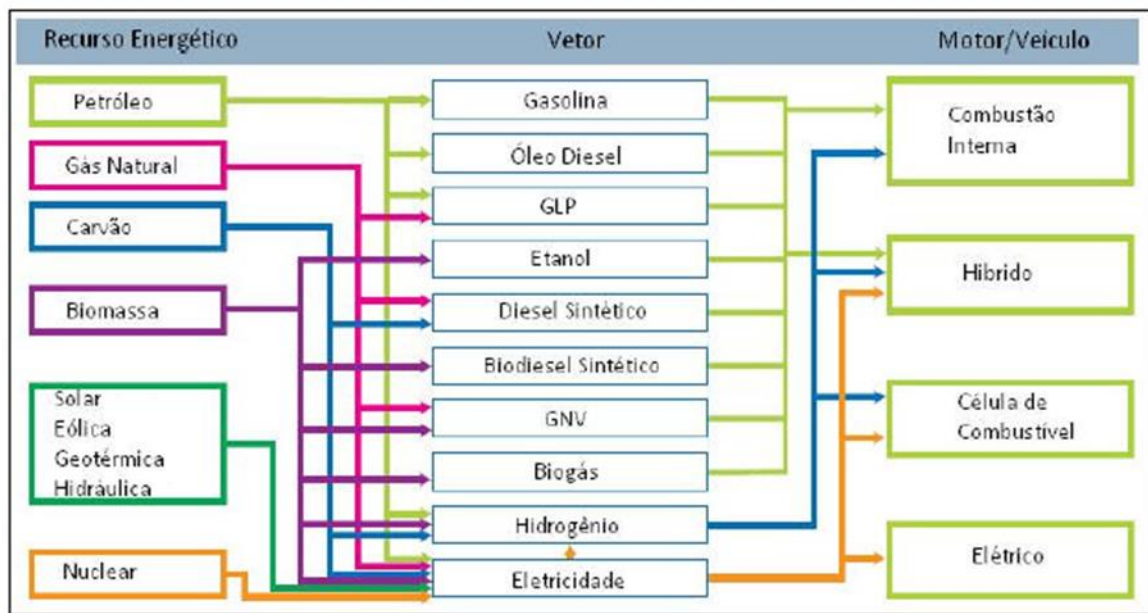 Recurso Energético
Vetor
Motor/Veículo
Petróleo
Gás Natural
Carvão
Biomassa
Solar
Eólica
Geotérmica
Hidráulica
Nuclear
Gasolina
Óleo Diesel
GLP
Etanol
Diesel Sintético
Biodiesel Sintético
GNV
Biogás
Hidrogênio
Eletricidade
Combustão
Interna
Hibrido
Célula de
Combustível
Elétrico